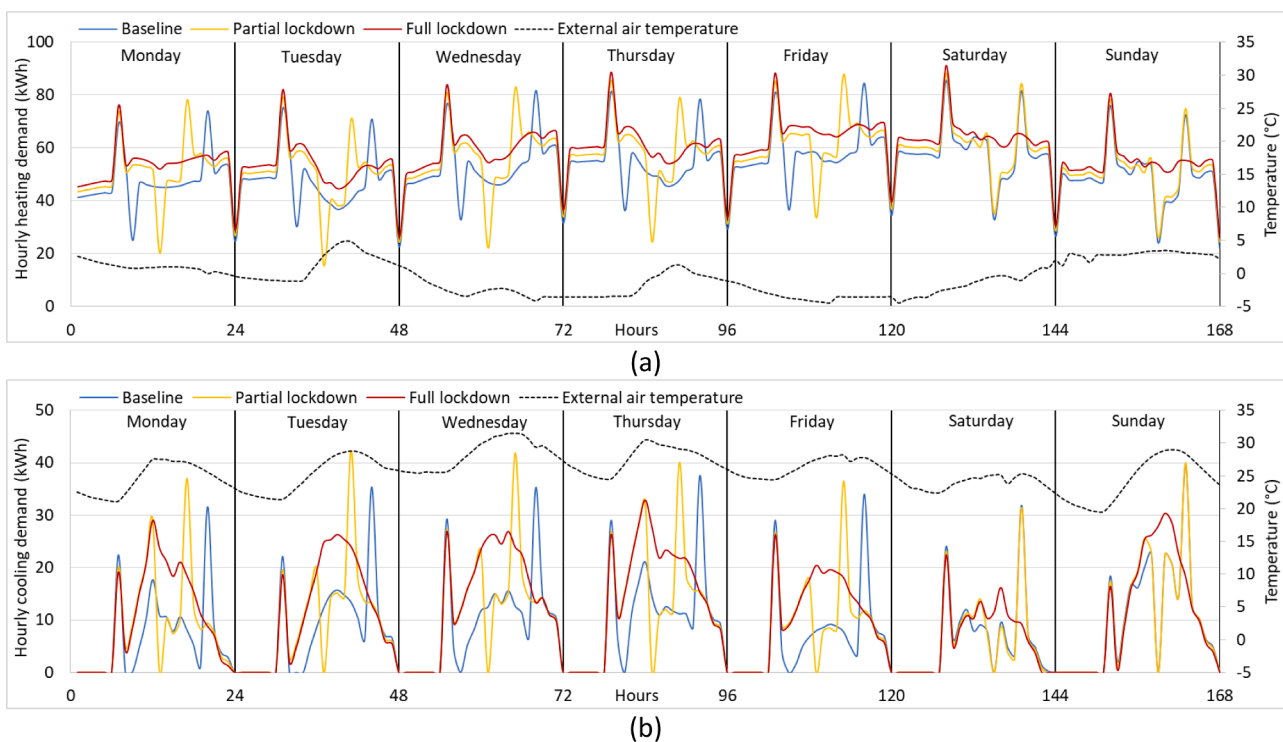 Baseline Partial lockdown Full lockdown External air temperature
Monday Tuesday Wednesday Thursday Friday Saturday Sunday
Hourly heating demand (kWh)
100
80
60
40
20
0
Temperature (°C)
35
30
25
20
15
10
5
0
-5
0 24 48 72 Hours 96 120 144 168
(a)
Baseline Partial lockdown Full lockdown External air temperature
Monday Tuesday Wednesday Thursday Friday Saturday Sunday
Hourly cooling demand (kWh)
50
40
30
20
10
0
Temperature (°C)
35
30
25
20
15
10
5
0
-5
0 24 48 72 Hours 96 120 144 168
(b)